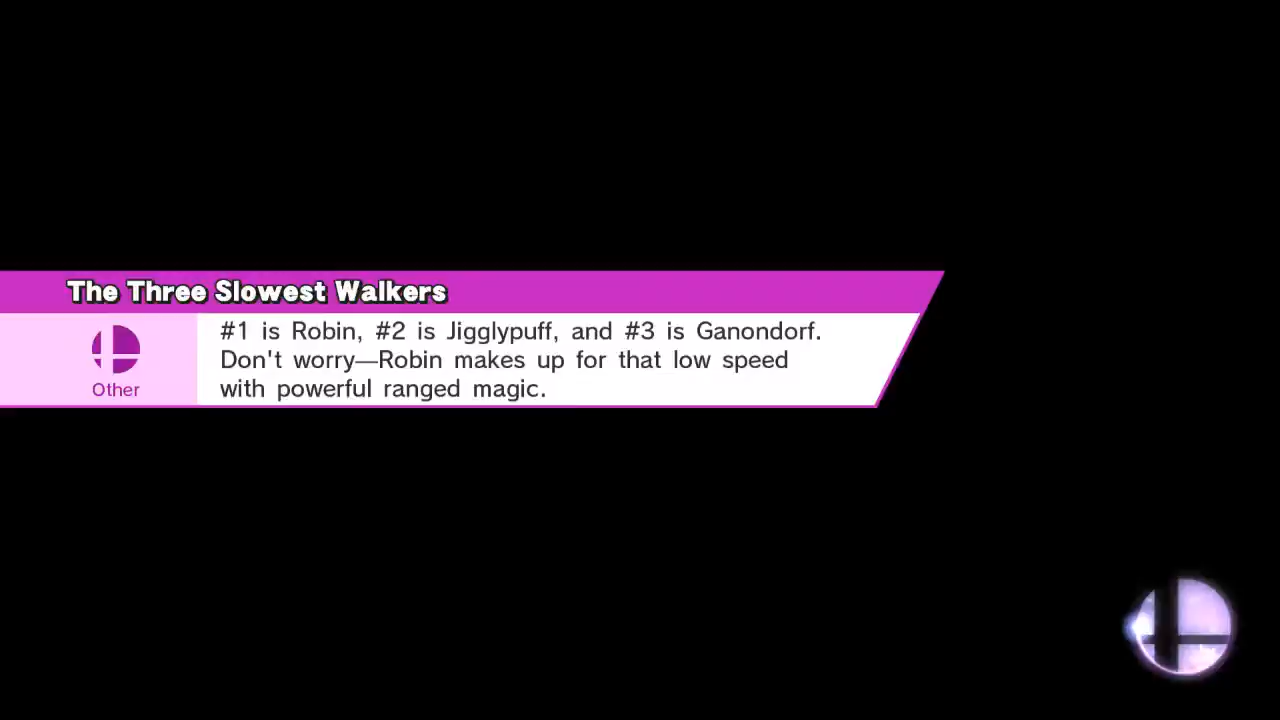 The Three Slowest Walkers
#1 is Robin, #2 is Jigglypuff, and #3 is Ganondorf.
Don't worry—Robin makes up for that low speed
with powerful ranged magic.
Other